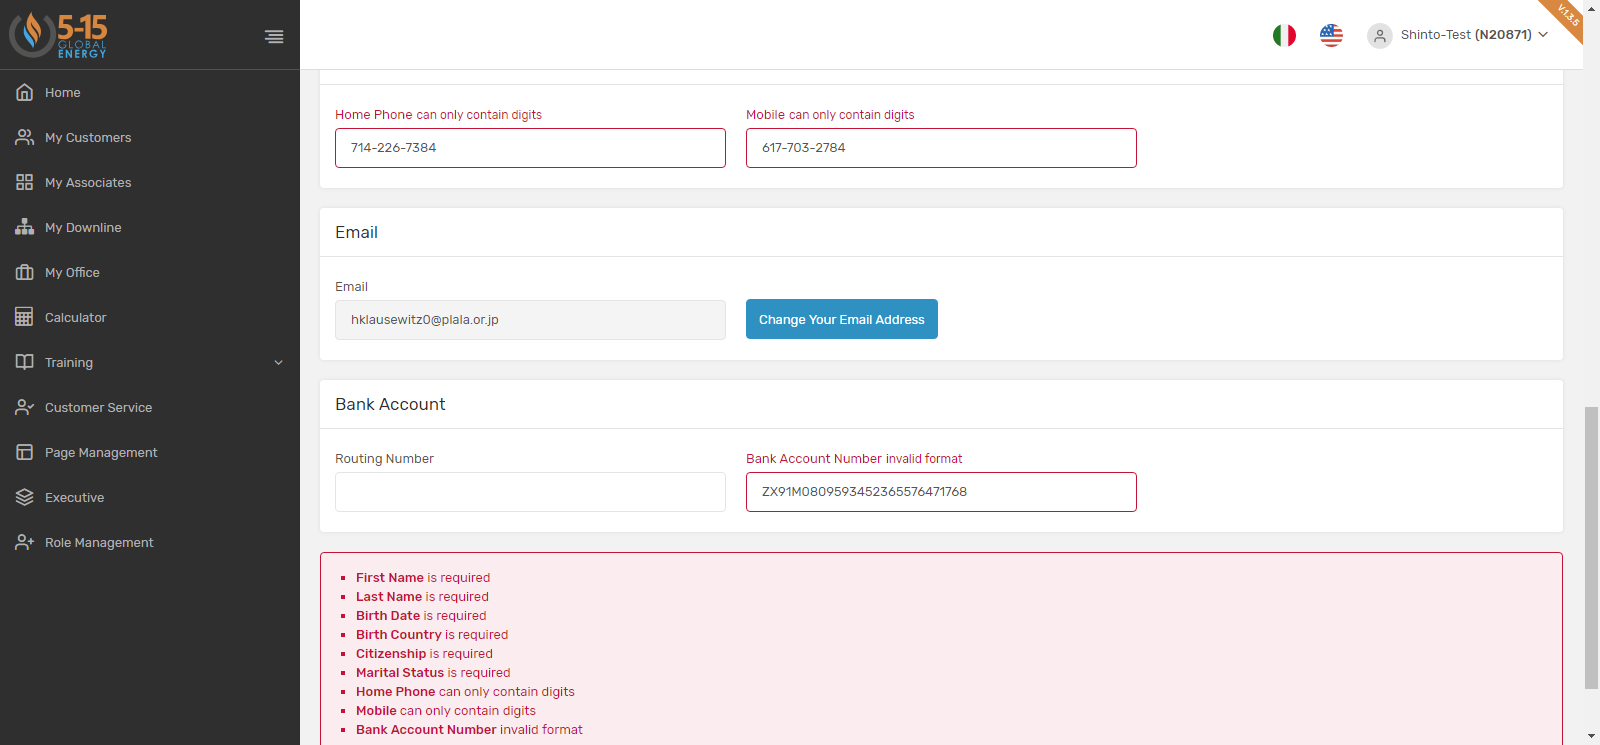 5-15
GLOBAL
ENERGY
Home
My Customers
My Associates
My Downline
My Office
Calculator
Training
Customer Service
Page Management
Executive
Role Management
Shinto-Test (N20871)
V.1.3.5
Home Phone can only contain digits
Mobile can only contain digits
714-226-7384
617-703-2784
Email
Email
hklausewitz0@plala.or.jp
Change Your Email Address
Bank Account
Routing Number
Bank Account Number invalid format
ZX91M0809593452365576471768
First Name is required
Last Name is required
Birth Date is required
Birth Country is required
Citizenship is required
Marital Status is required
Home Phone can only contain digits
Mobile can only contain digits
Bank Account Number invalid format